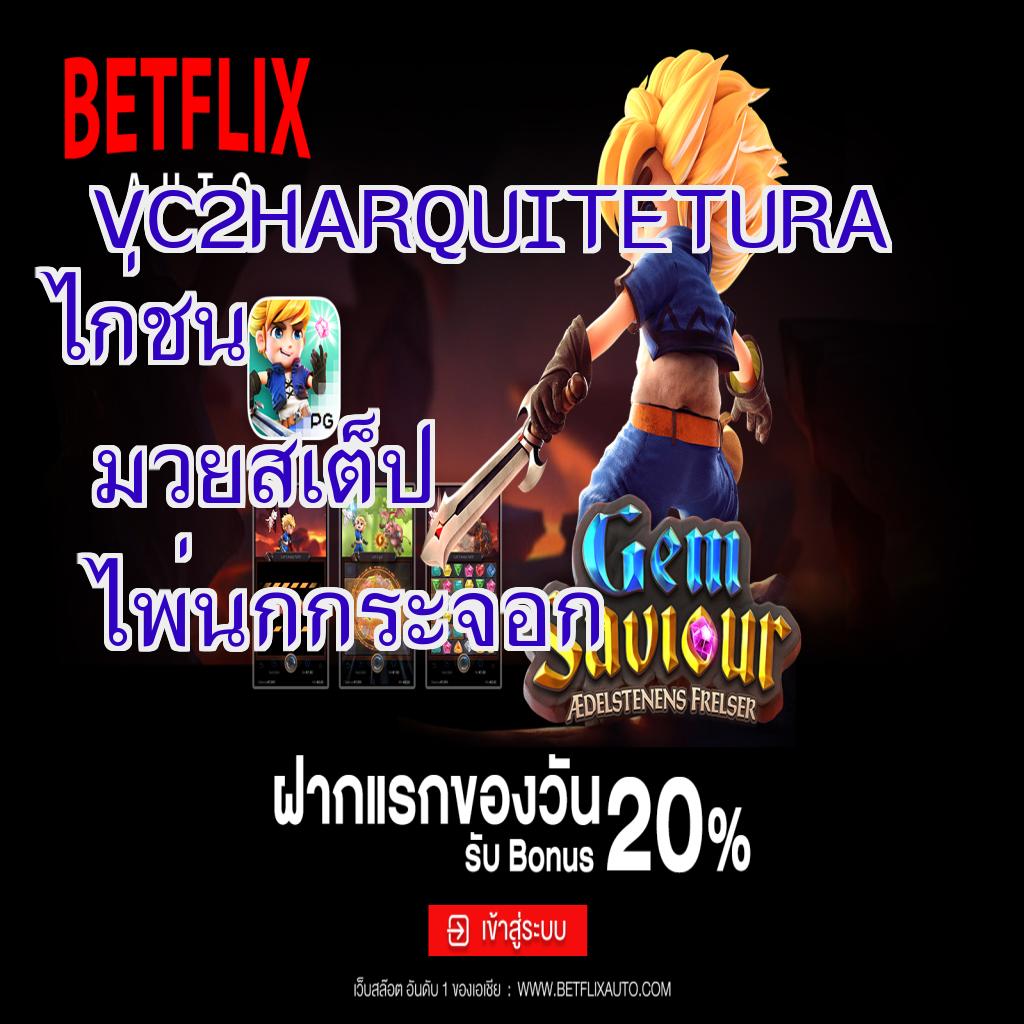 BETFLIX
AUTO
VC2HARQUITETURA
ไก่ชน
PG
มวยสเต็ป
ไพ่นกกระจอก
Gem
Saviour
ÆDELSTENENS FRELSER
ฝากแรกของวัน
รับ Bonus 20%
เข้าสู่ระบบ
เว็บสล๊อต อันดับ 1 ของเอเชีย : WWW.BETFLIXAUTO.COM